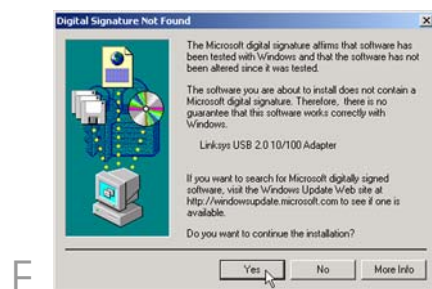 Digital Signature Not Found
The Microsoft digital signature affirms that software has
been tested with Windows and that the software has not
been altered since it was tested.
The software you are about to install does not contain a
Microsoft digital signature. Therefore, there is no
guarantee that this software works correctly with
Windows.
Linksys USB 2.0 10/100 Adapter
If you want to search for Microsoft digitally signed
software, visit the Windows Update Web site at
http://windowsupdate.microsoft.com to see if one is
available.
Do you want to continue the installation?
Yes No More Info
F